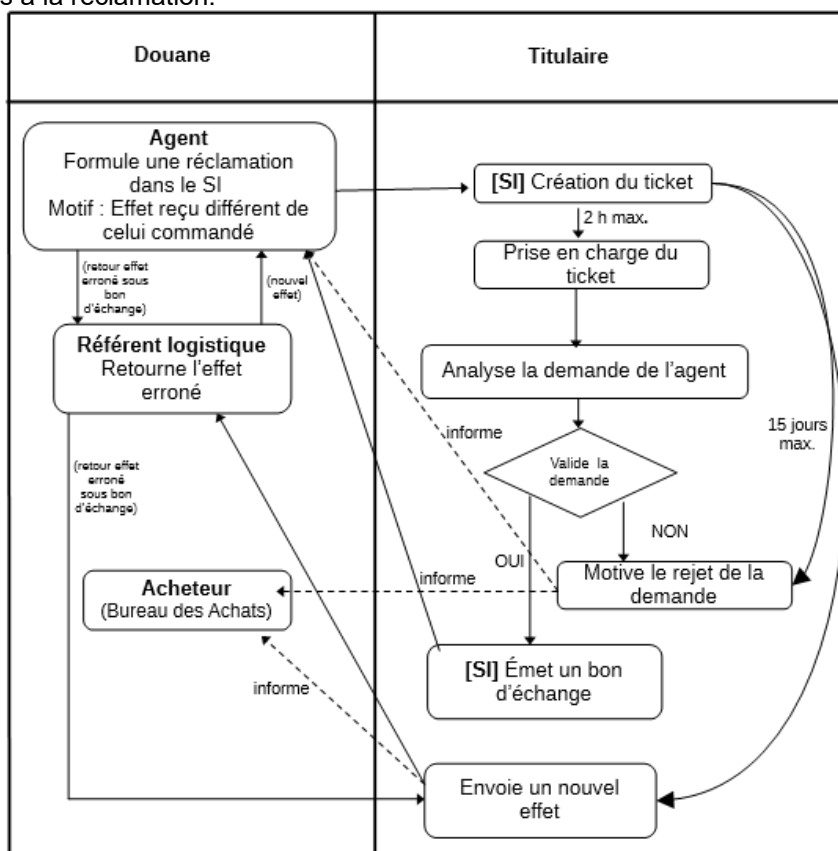 s à la réclamation.
Douane
Titulaire
Agent
Formule une réclamation
dans le SI
Motif : Effet reçu différent de
celui commandé
[SI] Création du ticket
2 h max.
Prise en charge du
ticket
(retour effet
erroné sous
bon
d'échange)
(nouvel
effet)
Référent logistique
Retourne l'effet
erroné
Analyse la demande de l'agent
informe
15 jours
max.
Valide la
demande
(retour effet
erroné
sous bon
d'échange)
NON
OUI
Motive le rejet de la
demande
informe
Acheteur
(Bureau des Achats)
[SI] Émet un bon
d'échange
informe
Envoie un nouvel
effet